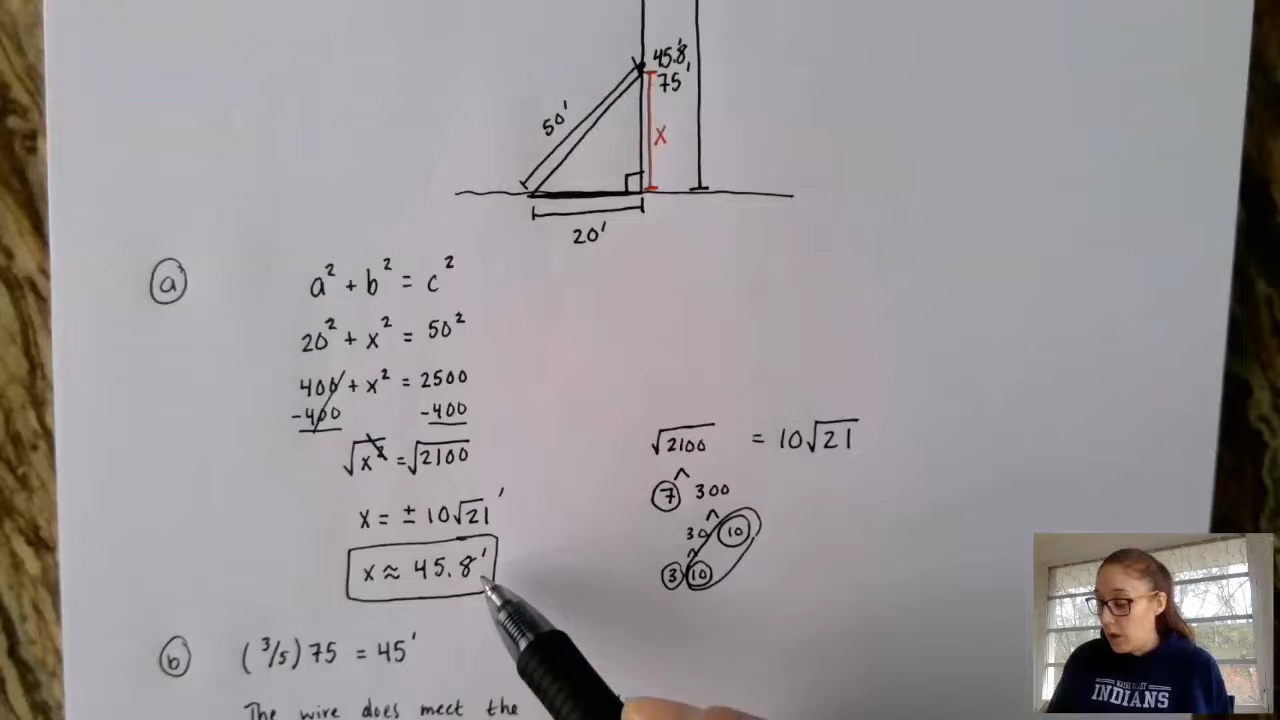 45.8'
75'
50'
x
20'
a
a² + b² = c²
20² + x² = 50²
400 + x² = 2500
-400 -400
√x² = √2100
√2100 = 10√21
7 300
x = ± 10√21'
30 10
x ≈ 45.8'
3 10
b (3/5) 75 = 45'
The wire does meet the
INDIANS